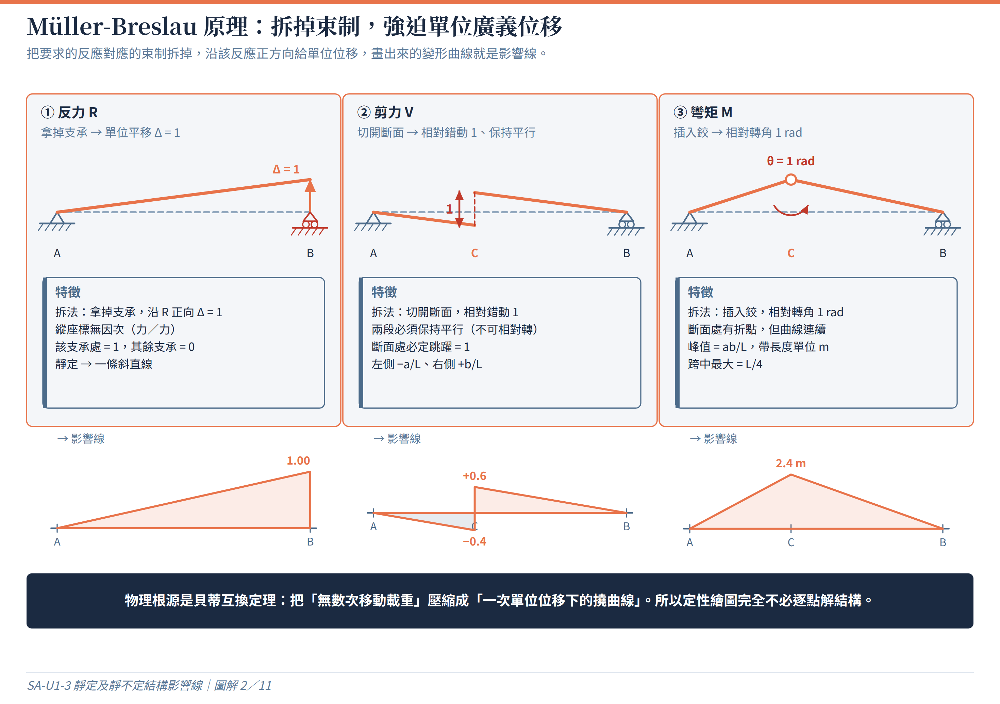 Müller-Breslau 原理：拆掉束制，強迫單位廣義位移
把要求的反應對應的束制拆掉，沿該反應正方向給單位位移，畫出來的變形曲線就是影響線。
① 反力 R
拿掉支承 → 單位平移 Δ = 1
Δ = 1
A
B
特徵
拆法：拿掉支承，沿 R 正向 Δ = 1
縱座標無因次（力／力）
該支承處 = 1，其餘支承 = 0
靜定 → 一條斜直線
→ 影響線
1.00
A
B
② 剪力 V
切開斷面 → 相對錯動 1、保持平行
1
A
C
B
特徵
拆法：切開斷面，相對錯動 1
兩段必須保持平行（不可相對轉）
斷面處必定跳躍 = 1
左側 −a/L、右側 +b/L
→ 影響線
+0.6
A
C
B
−0.4
③ 彎矩 M
插入鉸 → 相對轉角 1 rad
θ = 1 rad
A
C
B
特徵
拆法：插入鉸，相對轉角 1 rad
斷面處有折點，但曲線連續
峰值 = ab/L，帶長度單位 m
跨中最大 = L/4
→ 影響線
2.4 m
A
C
B
物理根源是貝蒂互換定理：把「無數次移動載重」壓縮成「一次單位位移下的撓曲線」。所以定性繪圖完全不必逐點解結構。
SA-U1-3 靜定及靜不定結構影響線｜圖解 2／11